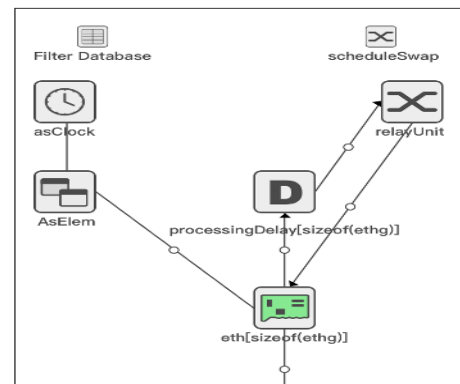 Filter Database
scheduleSwap
asClock
relayUnit
AsElem
D
processingDelay[sizeof(ethg)]
eth[sizeof(ethg)]